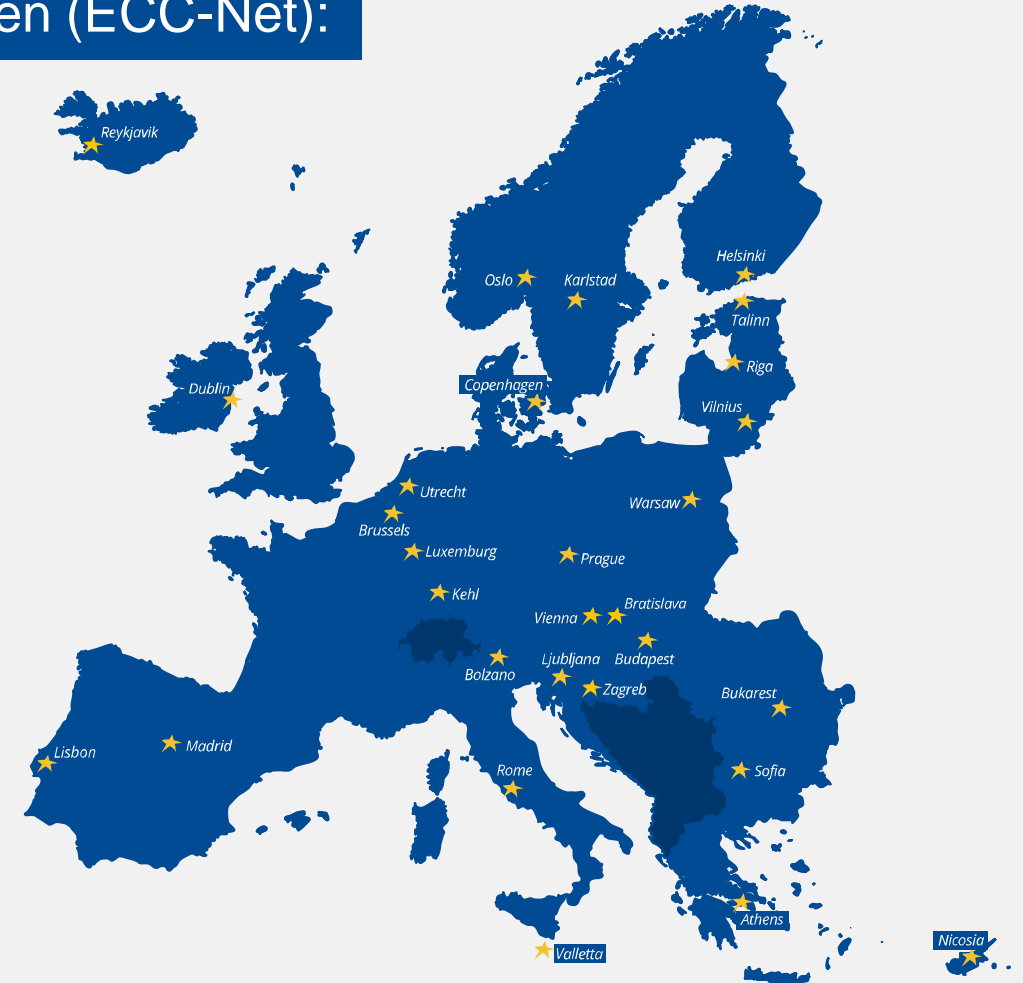 en (ECC-Net):
Reykjavik
Helsinki
Oslo
Karlstad
Talinn
Riga
Copenhagen
Dublin
Vilnius
Utrecht
Warsaw
Brussels
Luxemburg
Prague
Kehl
Bratislava
Vienna
Ljubljana
Budapest
Bolzano
Zagreb
Bukarest
Madrid
Lisbon
Rome
Sofia
Athens
Nicosia
Valletta